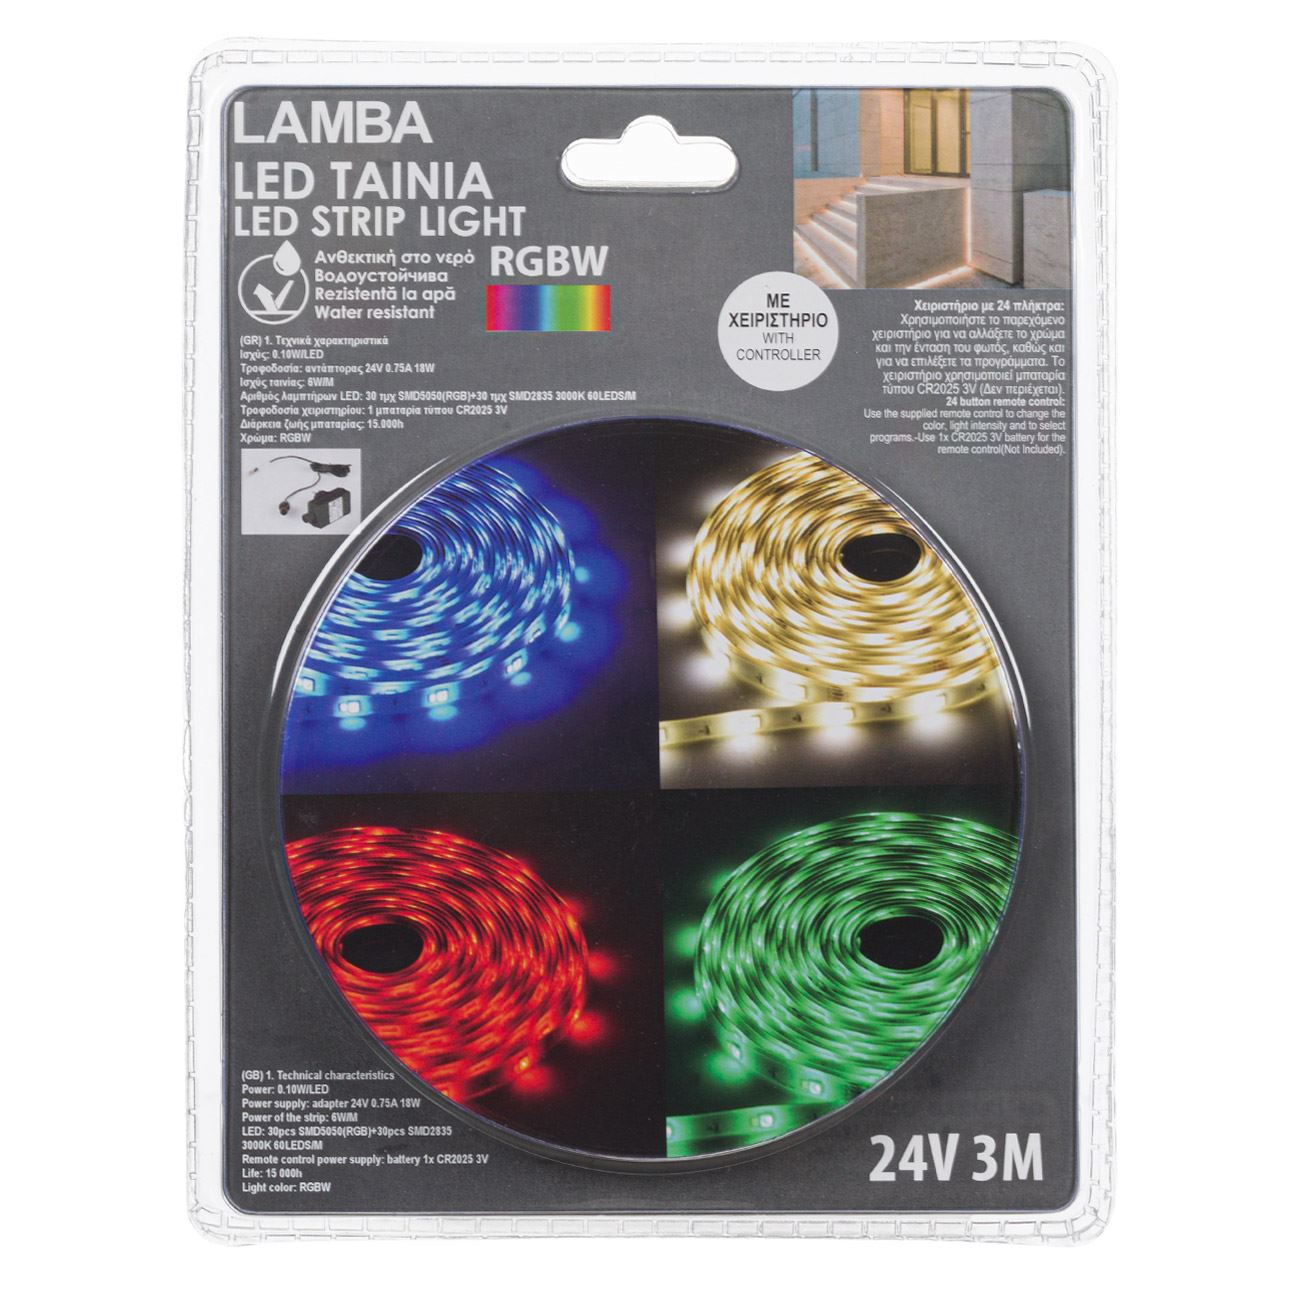 LAMBA
LED TAINIA
LED STRIP LIGHT
Ανθεκτική στο νερό
Водоустойчива
Rezistentă la apă
Water resistant
RGBW
ΜΕ
ΧΕΙΡΙΣΤΗΡΙΟ
WITH
CONTROLLER
Χειριστήριο με 24 πλήκτρα:
Χρησιμοποιήστε το παρεχόμενο
χειριστήριο για να αλλάξετε το χρώμα
και την ένταση του φωτός, καθώς και
για να επιλέξετε τα προγράμματα. Το
χειριστήριο χρησιμοποιεί μπαταρία
τύπου CR2025 3V (Δεν περιέχεται).
24 button remote control:
Use the supplied remote control to change the
color, light intensity and to select
programs.-Use 1x CR2025 3V battery for the
remote control(Not Included).
(GR) 1. Τεχνικά χαρακτηριστικά
Ισχύς: 0.10W/LED
Τροφοδοσία: αντάπτορας 24V 0.75A 18W
Ισχύς ταινίας: 6W/M
Αριθμός λαμπτήρων LED: 30 τμχ SMD5050(RGB)+30 τμχ SMD2835 3000K 60LEDS/M
Τροφοδοσία χειριστηρίου: 1 μπαταρία τύπου CR2025 3V
Διάρκεια ζωής μπαταρίας: 15.000h
Χρώμα: RGBW
(GB) 1. Technical characteristics
Power: 0.10W/LED
Power supply: adapter 24V 0.75A 18W
Power of the strip: 6W/M
LED: 30pcs SMD5050(RGB)+30pcs SMD2835
3000K 60LEDS/M
Remote control power supply: battery 1x CR2025 3V
Life: 15 000h
Light color: RGBW
24V 3M